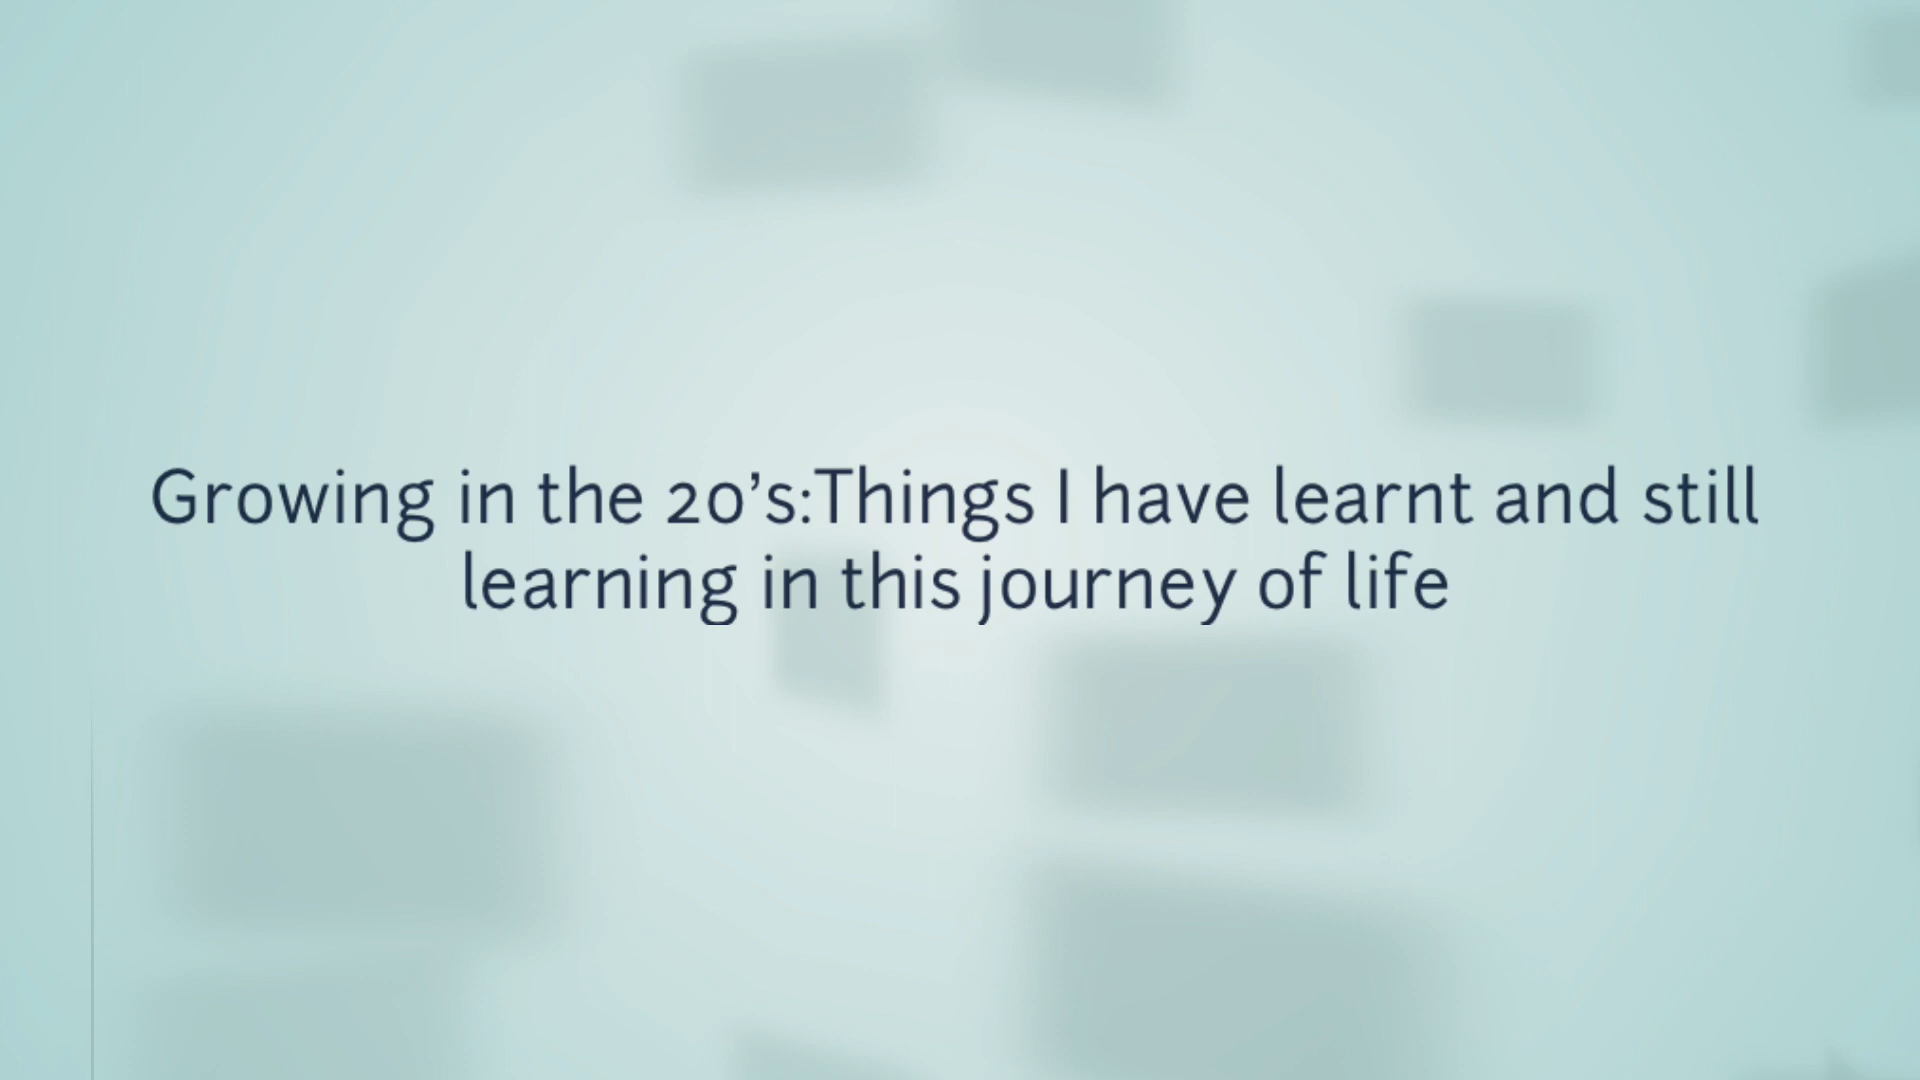 Growing in the 20’s:Things I have learnt and still
learning in this journey of life